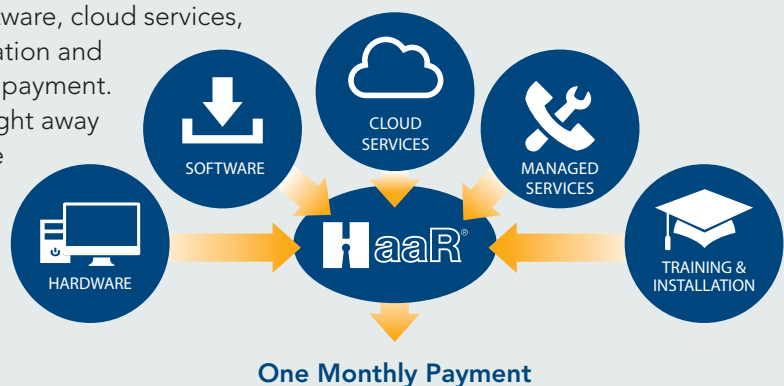 tware, cloud services,
ation and
payment.
ght away
e
SOFTWARE
CLOUD
SERVICES
MANAGED
SERVICES
HARDWARE
HaaR®
TRAINING &
INSTALLATION
One Monthly Payment